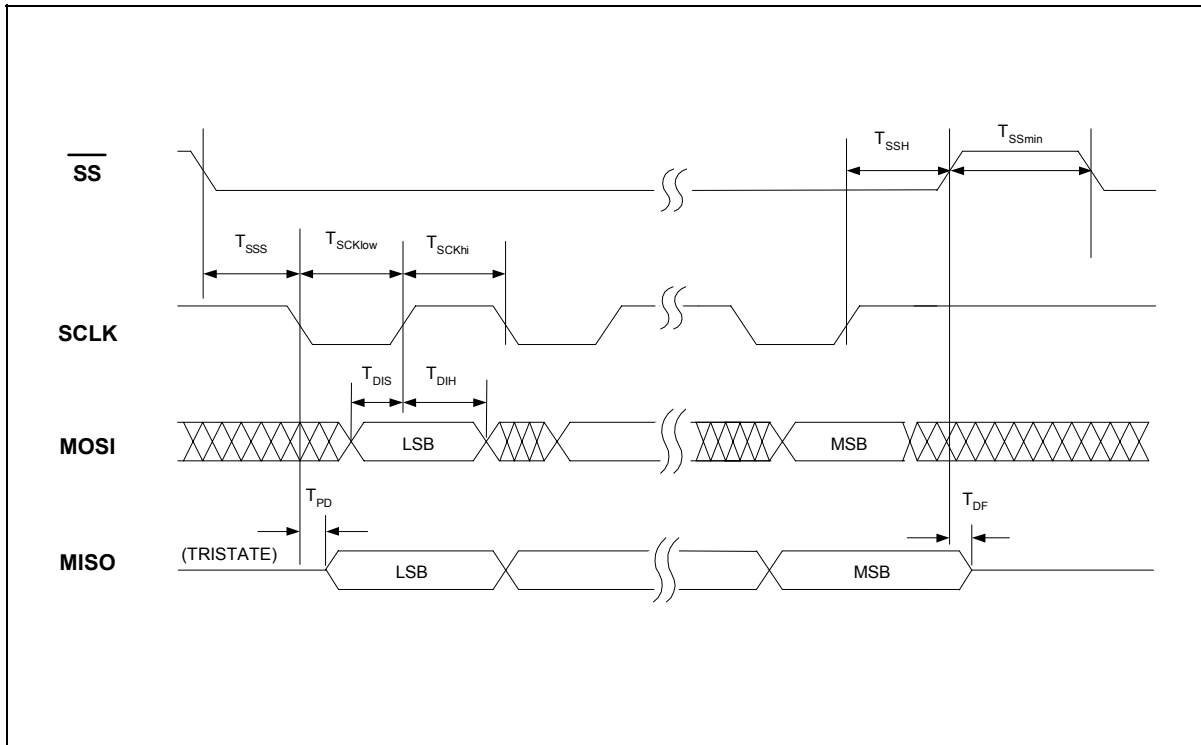 T_SSH
T_SSmin
SS
T_SSS
T_SCKlow
T_SCKhi
SCLK
T_DIS
T_DIH
MOSI
LSB
MSB
T_PD
T_DF
(TRISTATE)
MISO
LSB
MSB